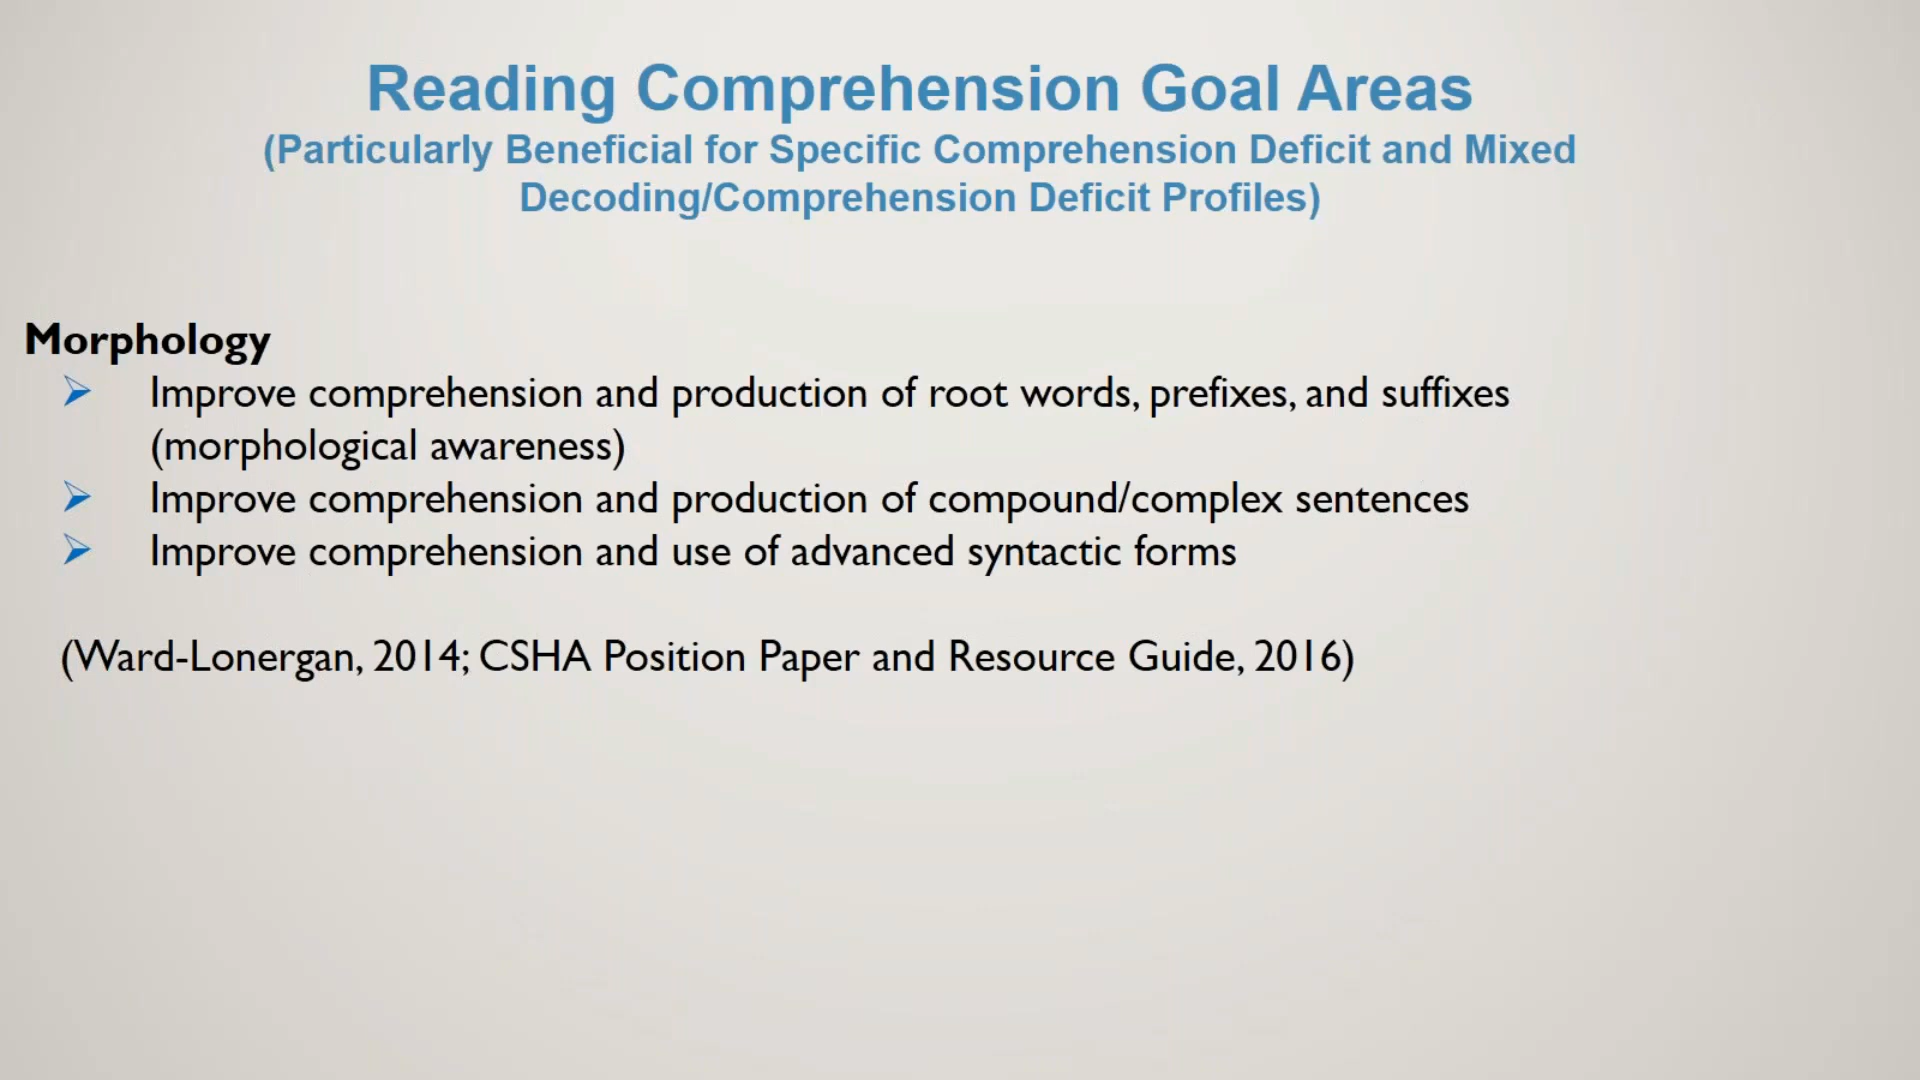 Reading Comprehension Goal Areas
(Particularly Beneficial for Specific Comprehension Deficit and Mixed
Decoding/Comprehension Deficit Profiles)
Morphology
Improve comprehension and production of root words, prefixes, and suffixes
(morphological awareness)
Improve comprehension and production of compound/complex sentences
Improve comprehension and use of advanced syntactic forms
(Ward-Lonergan, 2014; CSHA Position Paper and Resource Guide, 2016)